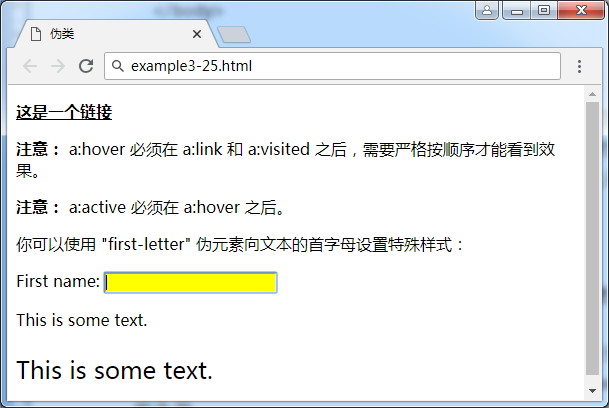 </body>
伪类
example3-25.html
这是一个链接
注意： a:hover 必须在 a:link 和 a:visited 之后，需要严格按顺序才能看到效
果。
注意： a:active 必须在 a:hover 之后。
你可以使用 "first-letter" 伪元素向文本的首字母设置特殊样式：
First name:
This is some text.
This is some text.